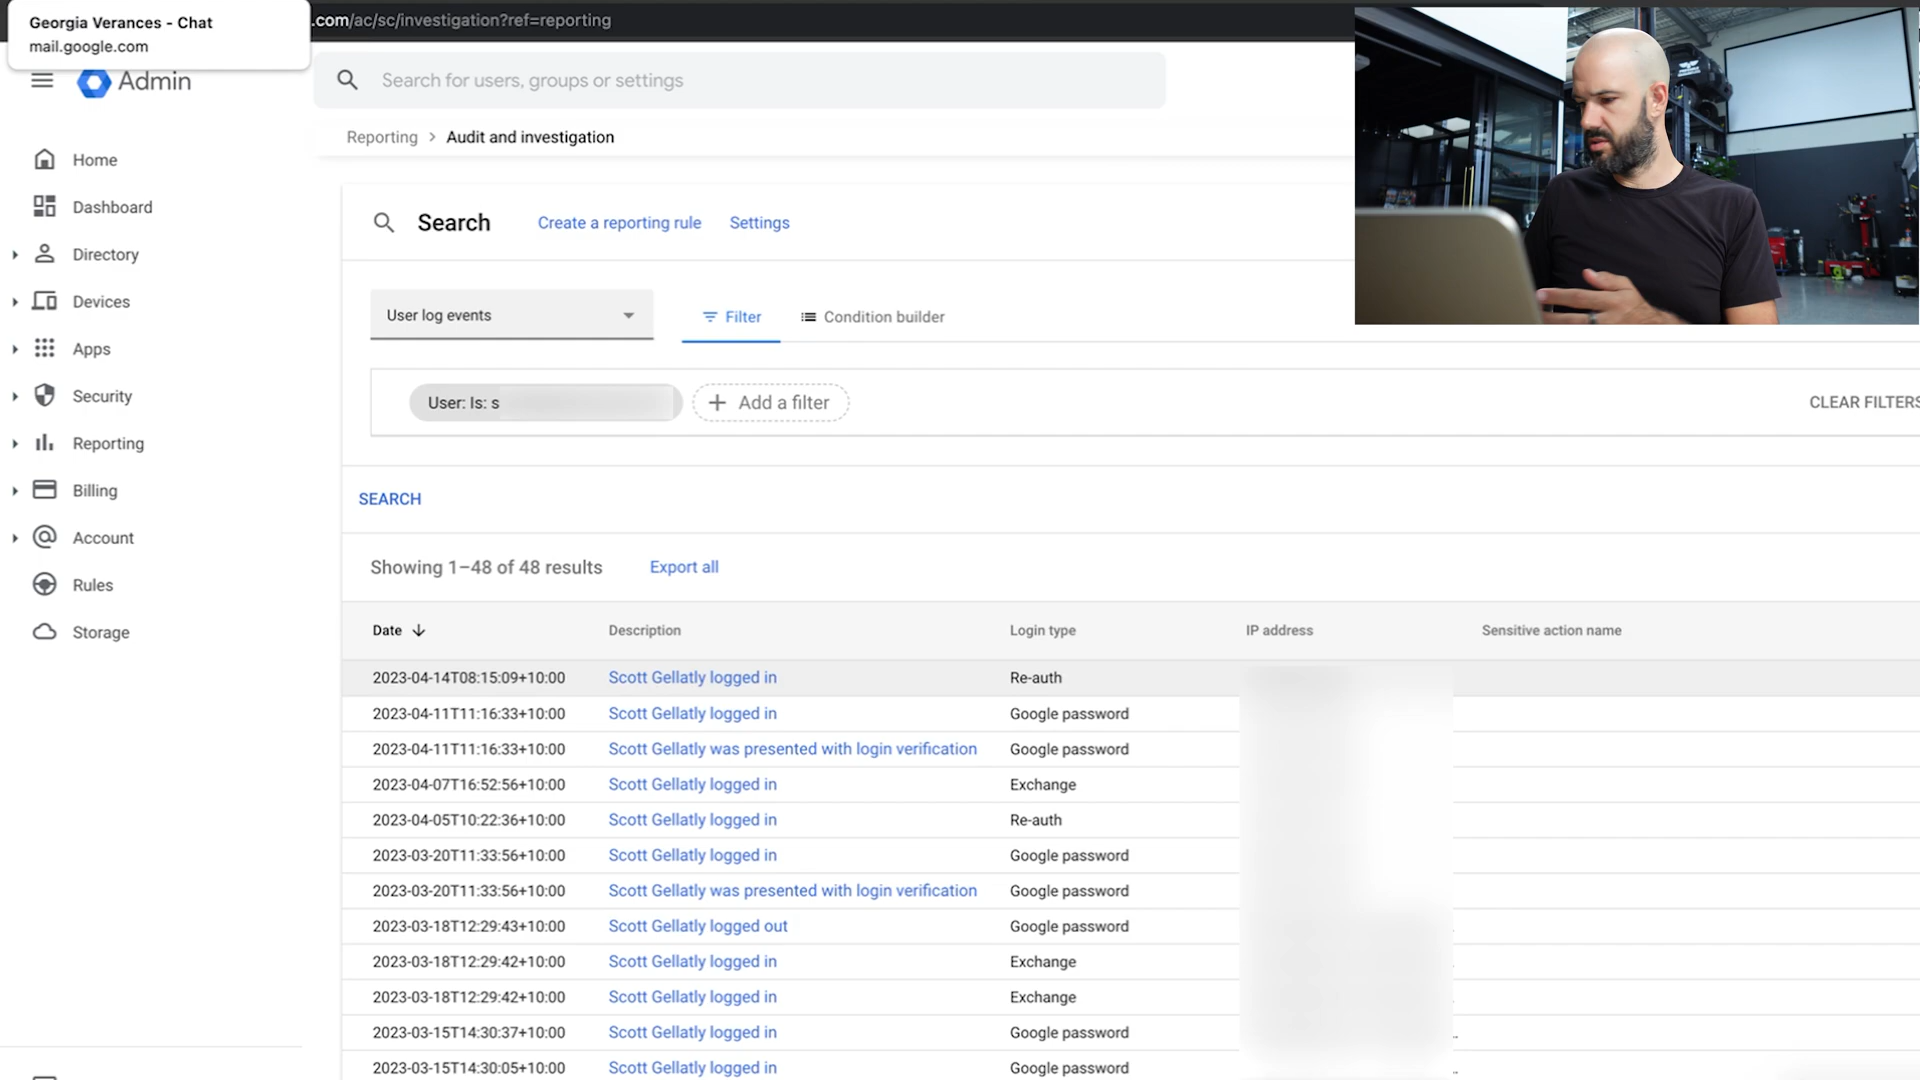 Georgia Verances - Chat
mail.google.com
.com/ac/sc/investigation?ref=reporting
Admin
Search for users, groups or settings
Reporting > Audit and investigation
Home
Dashboard
Directory
Devices
Apps
Security
Reporting
Billing
Account
Rules
Storage
Search
Create a reporting rule
Settings
User log events
Filter
Condition builder
User: Is: s
+ Add a filter
CLEAR FILTERS
SEARCH
Showing 1–48 of 48 results
Export all
Date Description Login type IP address Sensitive action name
2023-04-14T08:15:09+10:00 Scott Gellatly logged in Re-auth
2023-04-11T11:16:33+10:00 Scott Gellatly logged in Google password
2023-04-11T11:16:33+10:00 Scott Gellatly was presented with login verification Google password
2023-04-07T16:52:56+10:00 Scott Gellatly logged in Exchange
2023-04-05T10:22:36+10:00 Scott Gellatly logged in Re-auth
2023-03-20T11:33:56+10:00 Scott Gellatly logged in Google password
2023-03-20T11:33:56+10:00 Scott Gellatly was presented with login verification Google password
2023-03-18T12:29:43+10:00 Scott Gellatly logged out Google password
2023-03-18T12:29:42+10:00 Scott Gellatly logged in Exchange
2023-03-18T12:29:42+10:00 Scott Gellatly logged in Exchange
2023-03-15T14:30:37+10:00 Scott Gellatly logged in Google password
2023-03-15T14:30:05+10:00 Scott Gellatly logged in Google password